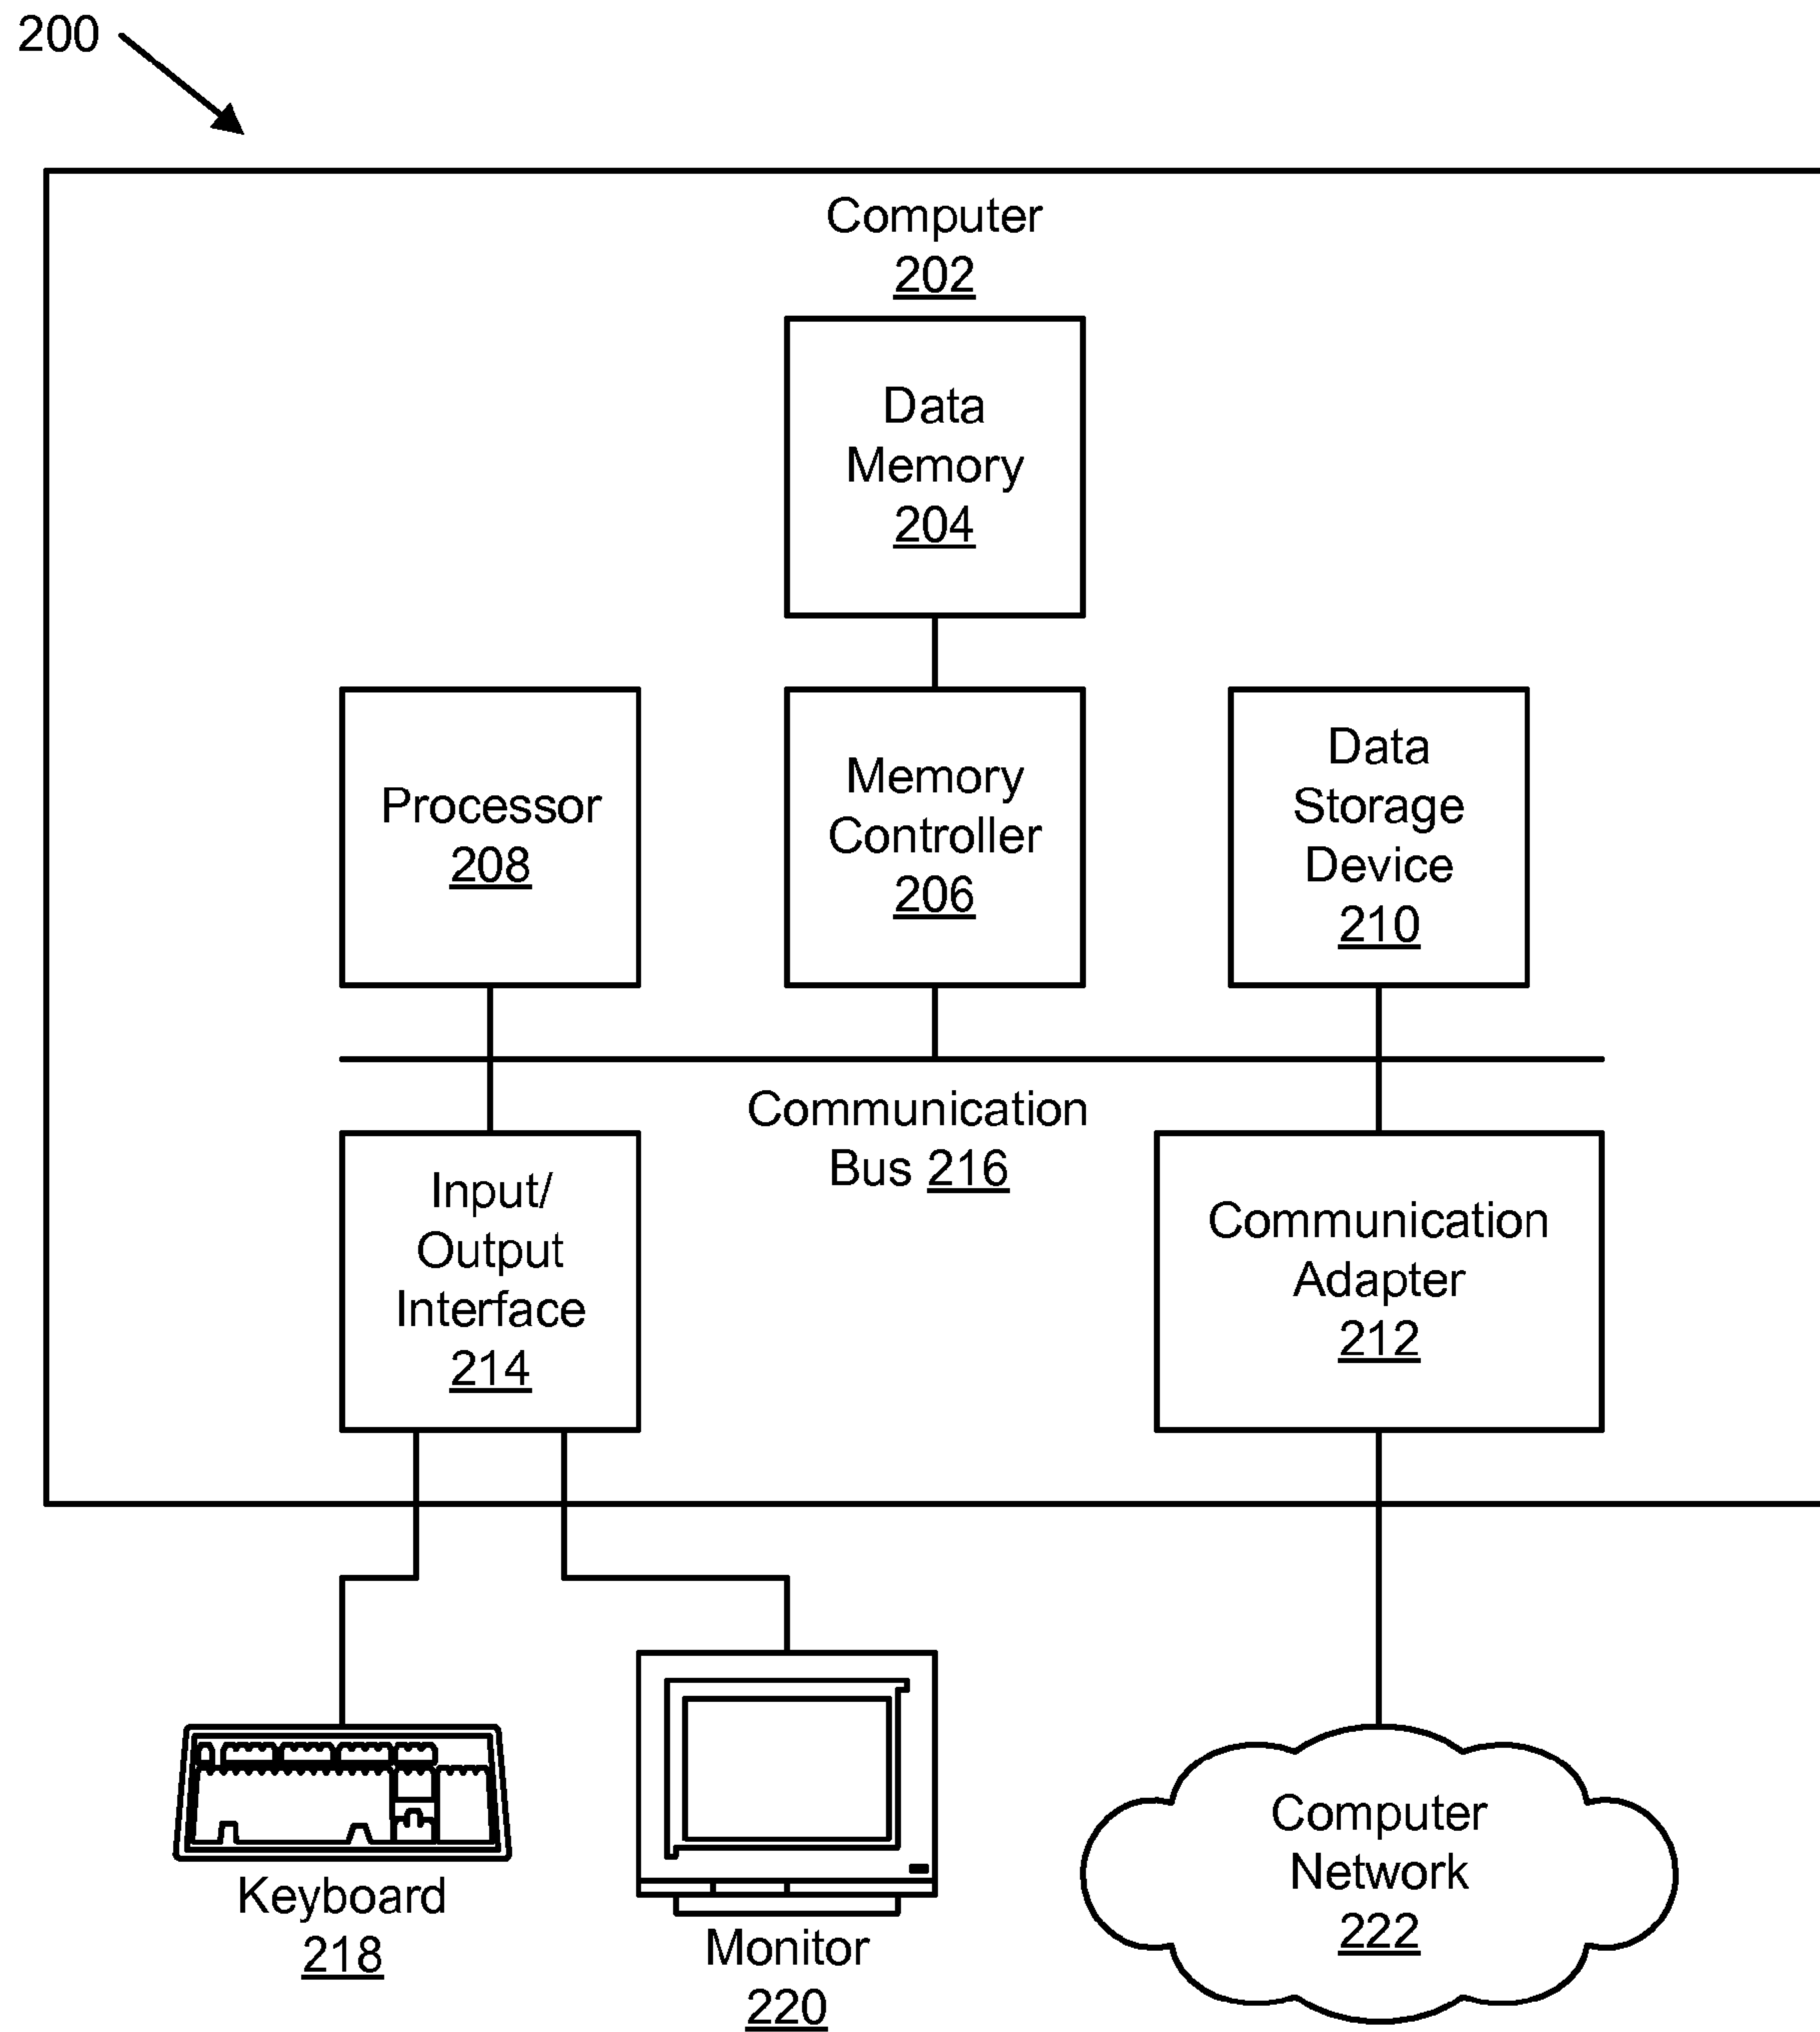 200
Computer
202
Data
Memory
204
Processor
208
Memory
Controller
206
Data
Storage
Device
210
Communication
Bus 216
Input/
Output
Interface
214
Communication
Adapter
212
Keyboard
218
Monitor
220
Computer
Network
222